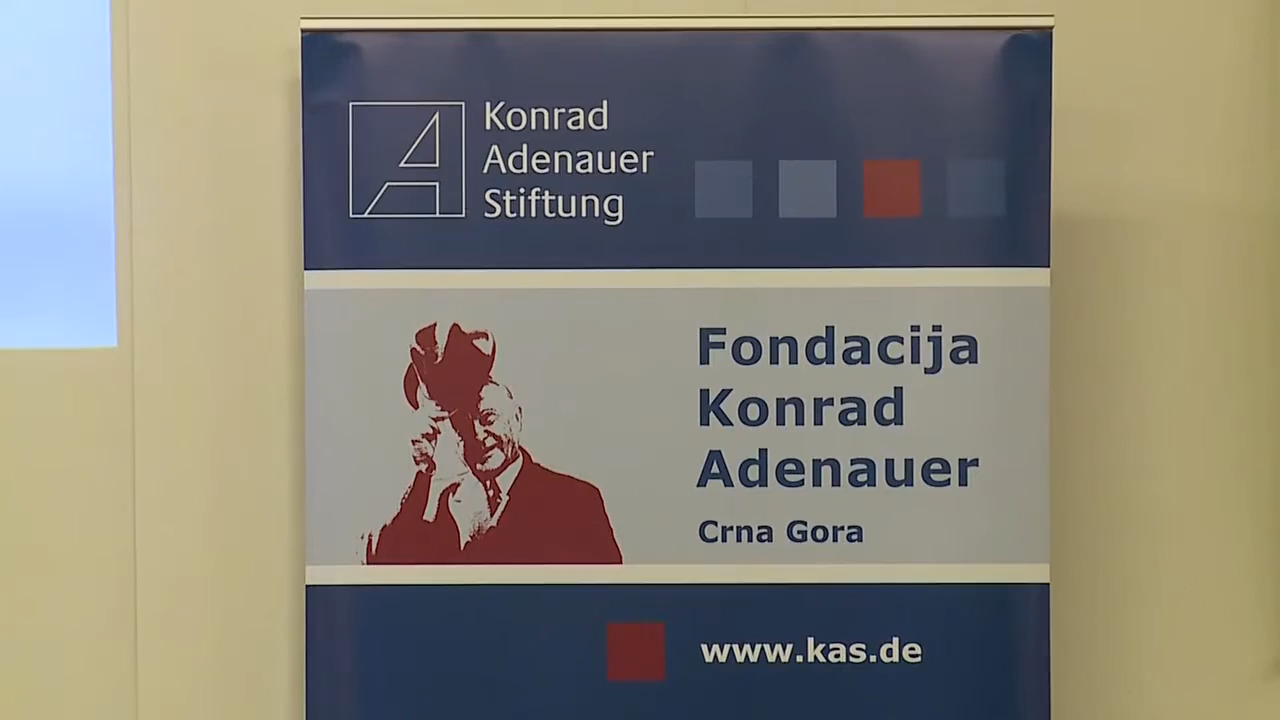 Konrad
Adenauer
Stiftung
Fondacija
Konrad
Adenauer
Crna Gora
www.kas.de